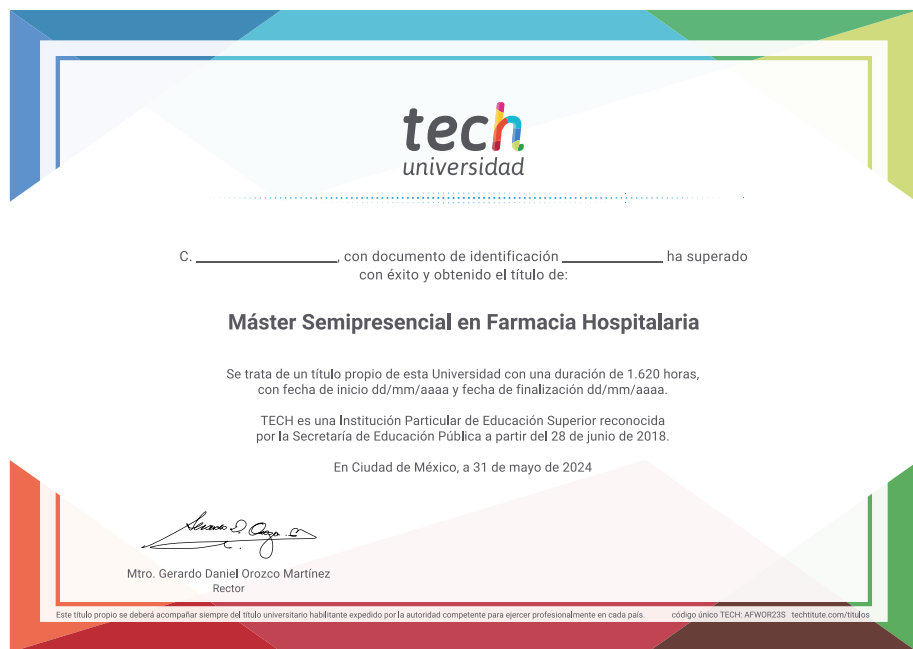 tech
universidad
C. ____________________, con documento de identificación ______________ ha superado
con éxito y obtenido el título de:
Máster Semipresencial en Farmacia Hospitalaria
Se trata de un título propio de esta Universidad con una duración de 1.620 horas,
con fecha de inicio dd/mm/aaaa y fecha de finalización dd/mm/aaaa.
TECH es una Institución Particular de Educación Superior reconocida
por la Secretaría de Educación Pública a partir del 28 de junio de 2018.
En Ciudad de México, a 31 de mayo de 2024
Mtro. Gerardo Daniel Orozco Martínez
Rector
Este título propio se deberá acompañar siempre del título universitario habilitante expedido por la autoridad competente para ejercer profesionalmente en cada país. código único TECH: AFWOR23S techtitute.com/titulos